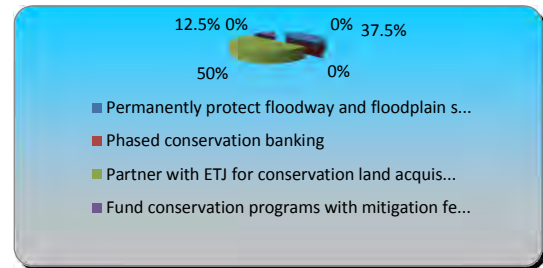 12.5% 0% 0% 37.5%
50% 0%
Permanently protect floodway and floodplain s...
Phased conservation banking
Partner with ETJ for conservation land acquis...
Fund conservation programs with mitigation fe...